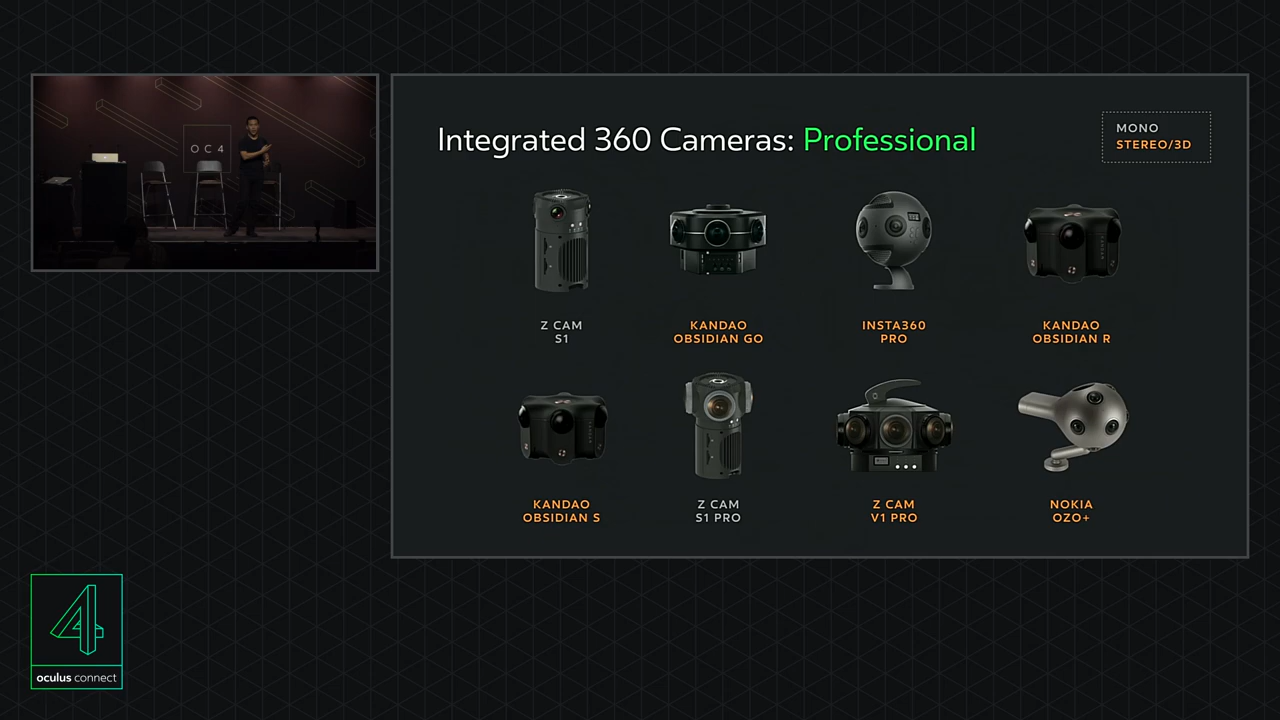 OC4
Integrated 360 Cameras: Professional
MONO
STEREO/3D
Z CAM
S1
KANDAO
OBSIDIAN GO
INSTA360
PRO
KANDAO
OBSIDIAN R
KANDAO
OBSIDIAN S
Z CAM
S1 PRO
Z CAM
V1 PRO
NOKIA
OZO+
4
oculus connect